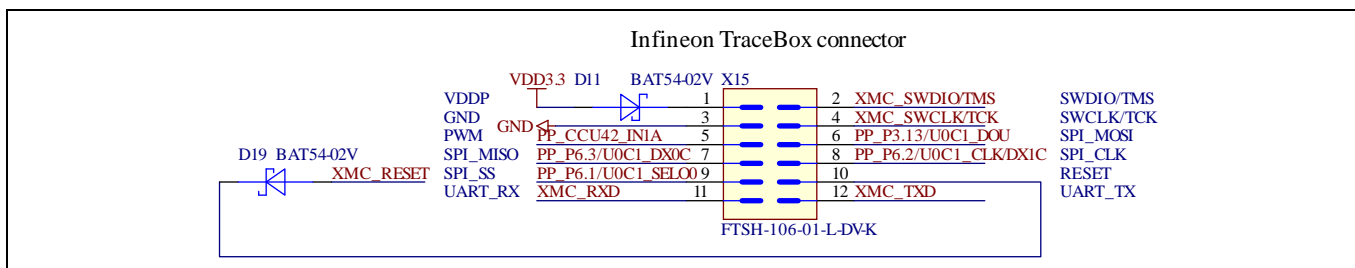 Infineon TraceBox connector
VDD3.3 D11 BAT54-02V X15
VDDP 1 2 XMC_SWDIO/TMS SWDIO/TMS
GND GND 3 4 XMC_SWCLK/TCK SWCLK/TCK
PWM PP_CCU42_IN1A 5 6 PP_P3.13/U0C1_DOU SPI_MOSI
D19 BAT54-02V SPI_MISO PP_P6.3/U0C1_DX0C 7 8 PP_P6.2/U0C1_CLK/DX1C SPI_CLK
XMC_RESET SPI_SS PP_P6.1/U0C1_SELO0 9 10 RESET
UART_RX XMC_RXD 11 12 XMC_TXD UART_TX
FTSH-106-01-L-DV-K